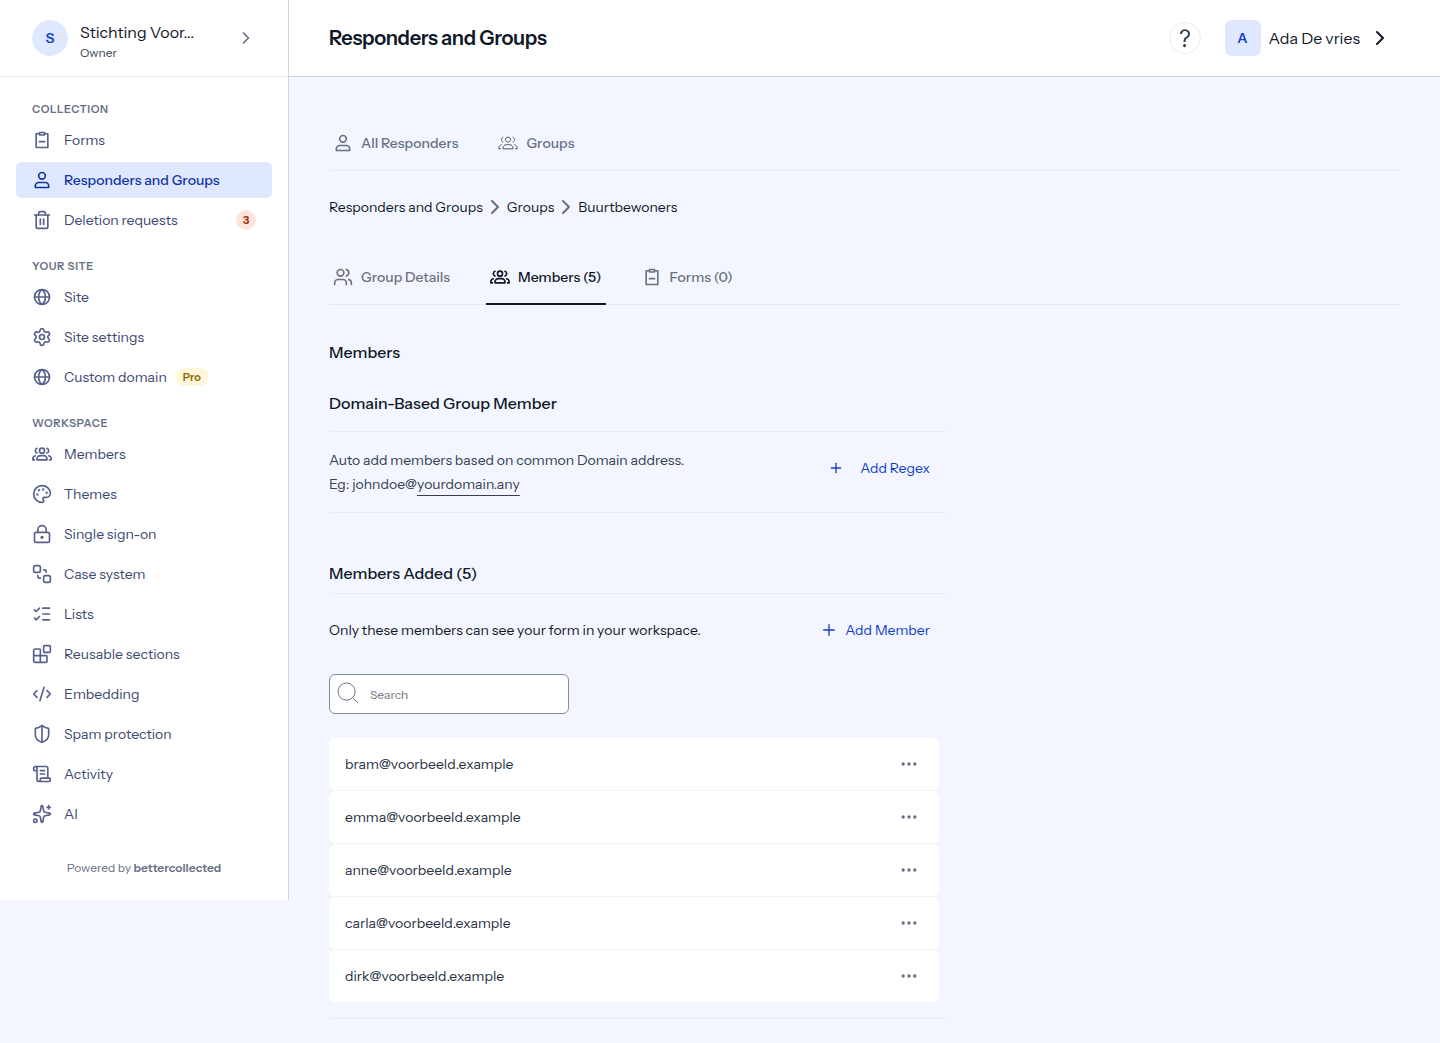 S
Stichting Voor...
Owner
Responders and Groups
?
A
Ada De vries
COLLECTION
Forms
Responders and Groups
Deletion requests
3
YOUR SITE
Site
Site settings
Custom domain
Pro
WORKSPACE
Members
Themes
Single sign-on
Case system
Lists
Reusable sections
Embedding
Spam protection
Activity
AI
Powered by bettercollected
All Responders
Groups
Responders and Groups > Groups > Buurtbewoners
Group Details
Members (5)
Forms (0)
Members
Domain-Based Group Member
Auto add members based on common Domain address.
Eg: johndoe@yourdomain.any
+ Add Regex
Members Added (5)
Only these members can see your form in your workspace.
+ Add Member
Search
bram@voorbeeld.example
emma@voorbeeld.example
anne@voorbeeld.example
carla@voorbeeld.example
dirk@voorbeeld.example